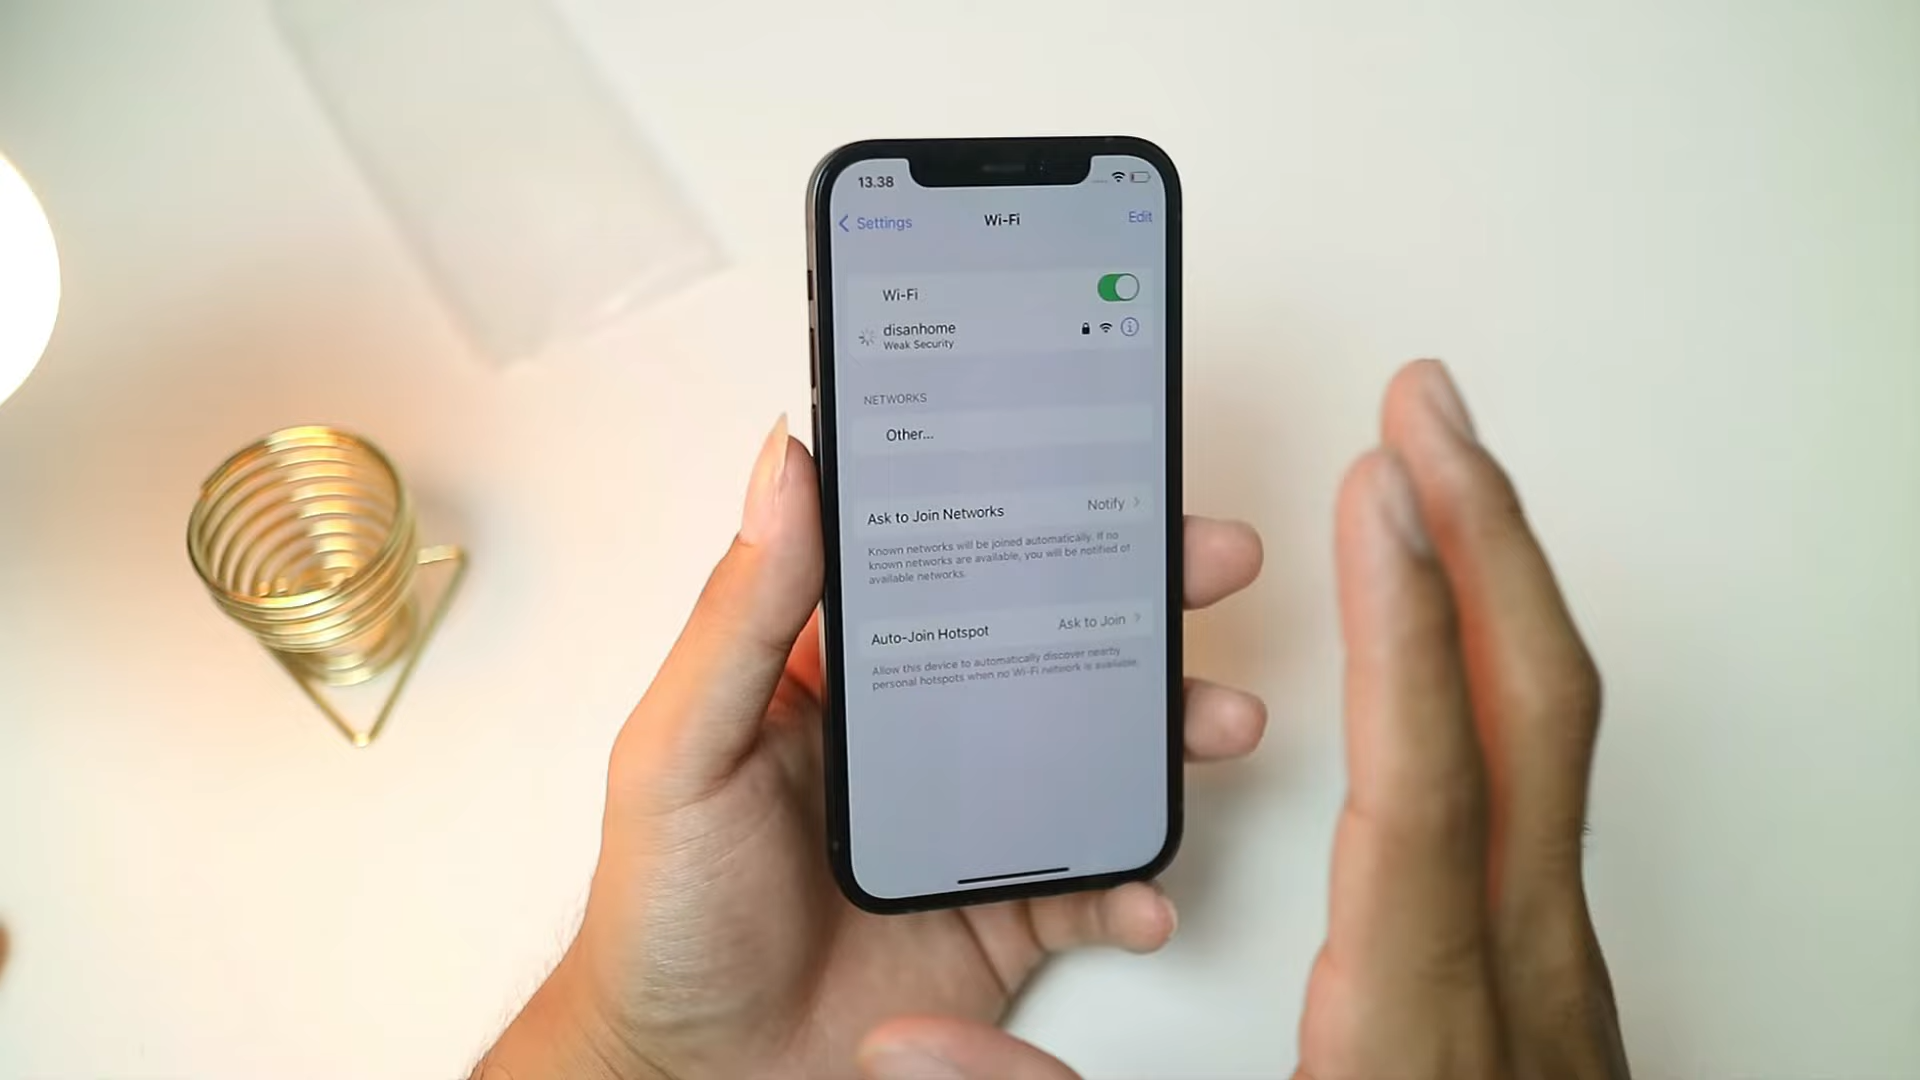 13.38
Settings
Wi-Fi
Edit
Wi-Fi
disanhome
Weak Security
NETWORKS
Other...
Ask to Join Networks
Notify
Known networks will be joined automatically. If no
known networks are available, you will be notified of
available networks.
Auto-Join Hotspot
Ask to Join
Allow this device to automatically discover nearby
personal hotspots when no Wi-Fi network is available.